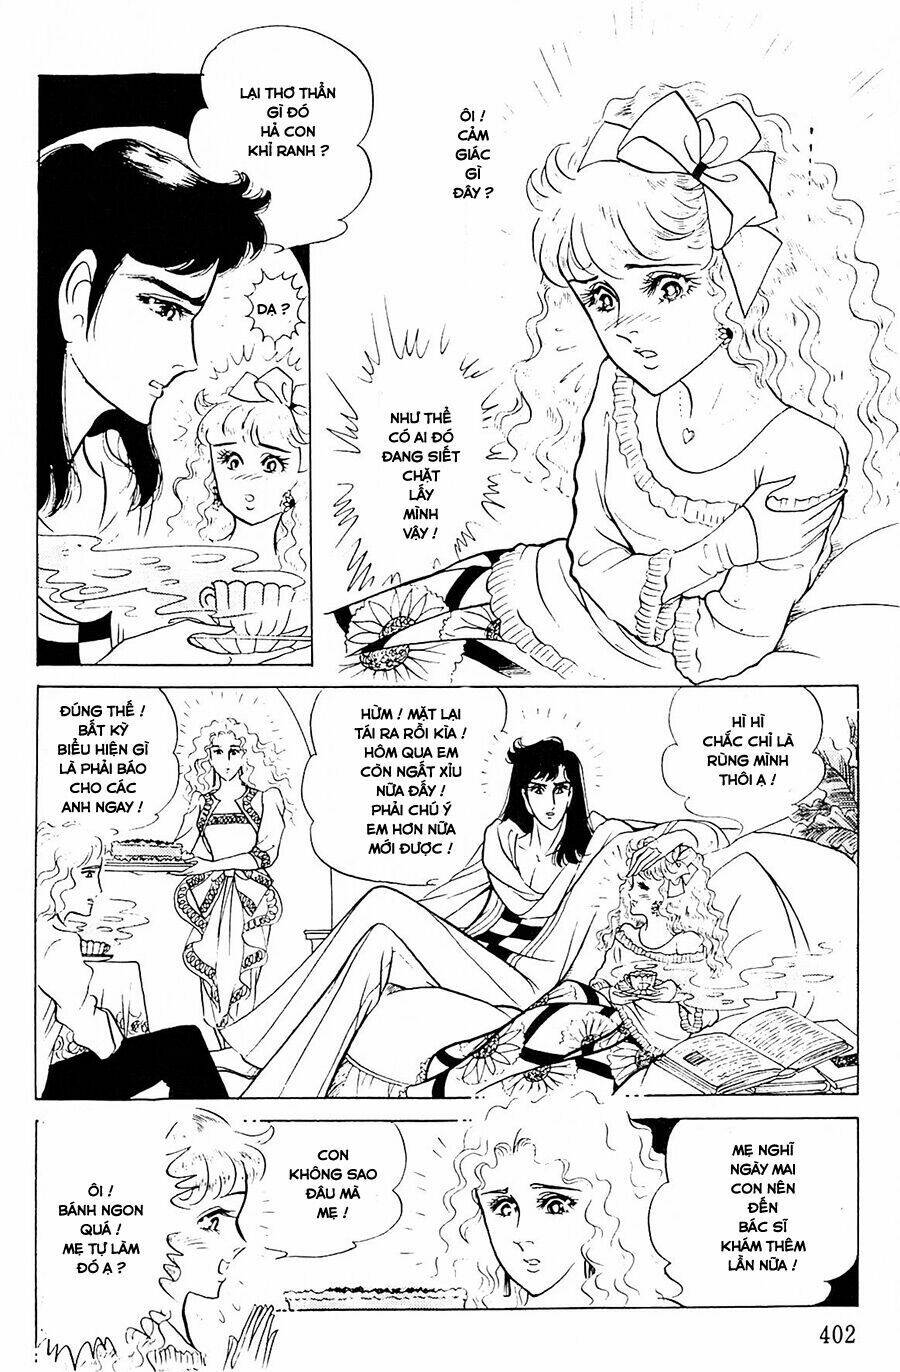 LẠI THƠ THẨN
GÌ ĐÓ
HẢ CON
KHỈ RANH ?
DẠ ?
ÔI !
CẢM
GIÁC
GÌ
ĐÂY ?
NHƯ THỂ
CÓ AI ĐÓ
ĐANG SIẾT
CHẶT
LẤY
MÌNH
VẬY !
ĐÚNG THẾ !
BẤT KỲ
BIỂU HIỆN GÌ
LÀ PHẢI BÁO
CHO CÁC
ANH NGAY !
HỪM ! MẶT LẠI
TÁI RA RỒI KÌA !
HÔM QUA EM
CÒN NGẤT XỈU
NỮA ĐẤY !
PHẢI CHÚ Ý
EM HƠN NỮA
MỚI ĐƯỢC !
HÌ HÌ
CHẮC CHỈ LÀ
RÙNG MÌNH
THÔI Ạ !
ÔI !
BÁNH NGON
QUÁ !
MẸ TỰ LÀM
ĐÓ Ạ ?
CON
KHÔNG SAO
ĐÂU MÀ
MẸ !
MẸ NGHĨ
NGÀY MAI
CON NÊN
ĐẾN
BÁC SĨ
KHÁM THÊM
LẦN NỮA !
402